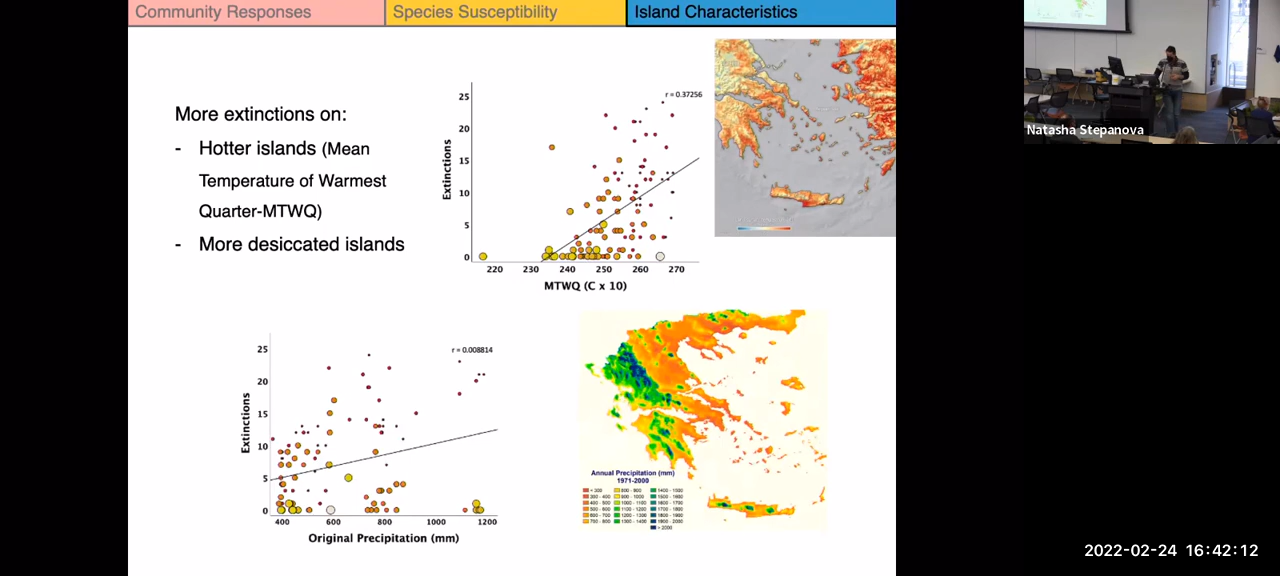 Community Responses
Species Susceptibility
Island Characteristics
More extinctions on:
- Hotter islands (Mean
Temperature of Warmest
Quarter-MTWQ)
- More desiccated islands
r = 0.37256
Extinctions
25
20
15
10
5
0
220 230 240 250 260 270
MTWQ (C x 10)
r = 0.008814
Extinctions
25
20
15
10
5
0
400 600 800 1000 1200
Original Precipitation (mm)
Annual Precipitation (mm)
1971-2000
Natasha Stepanova
2022-02-24 16:42:12